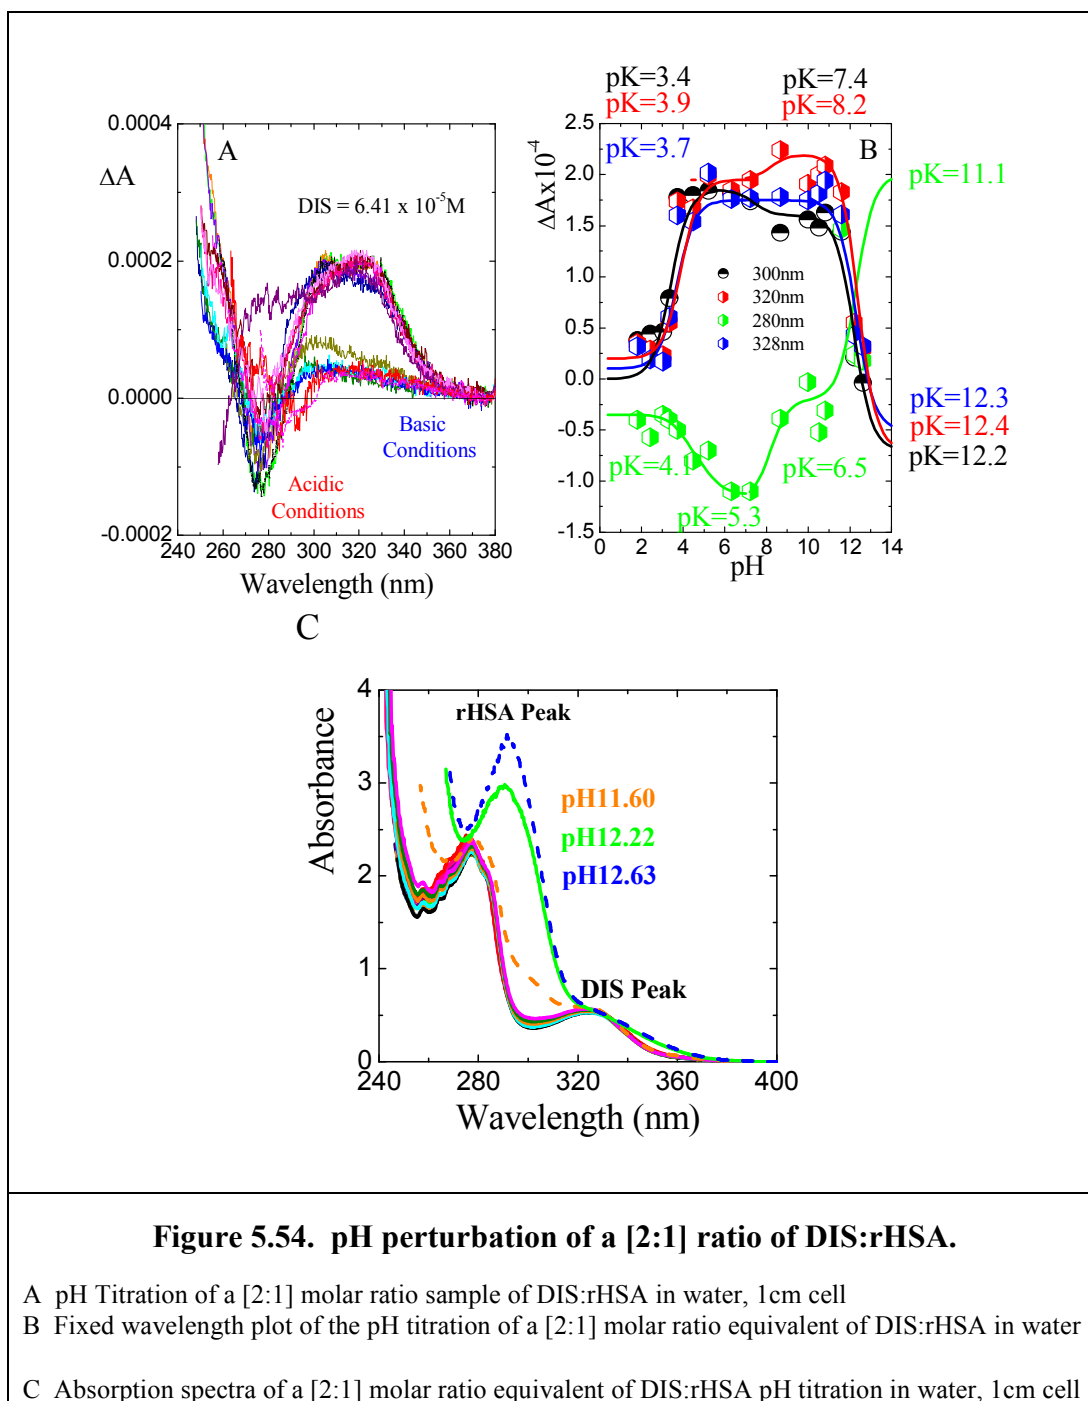 A
0.0004
0.0002
0.0000
-0.0002
ΔA
DIS = 6.41 x 10-5M
Basic
Conditions
Acidic
Conditions
240 260 280 300 320 340 360 380
Wavelength (nm)
pK=3.4
pK=3.9
pK=3.7
pK=7.4
pK=8.2
B
2.5
2.0
1.5
1.0
0.5
0.0
-0.5
-1.0
-1.5
ΔAx10-4
pK=11.1
300nm
320nm
280nm
328nm
pK=4.1
pK=5.3
pK=6.5
pK=12.3
pK=12.4
pK=12.2
0 2 4 6 8 10 12 14
pH
C
4
3
2
1
0
Absorbance
rHSA Peak
pH11.60
pH12.22
pH12.63
DIS Peak
240 280 320 360 400
Wavelength (nm)
Figure 5.54. pH perturbation of a [2:1] ratio of DIS:rHSA.
A pH Titration of a [2:1] molar ratio sample of DIS:rHSA in water, 1cm cell
B Fixed wavelength plot of the pH titration of a [2:1] molar ratio equivalent of DIS:rHSA in water
C Absorption spectra of a [2:1] molar ratio equivalent of DIS:rHSA pH titration in water, 1cm cell